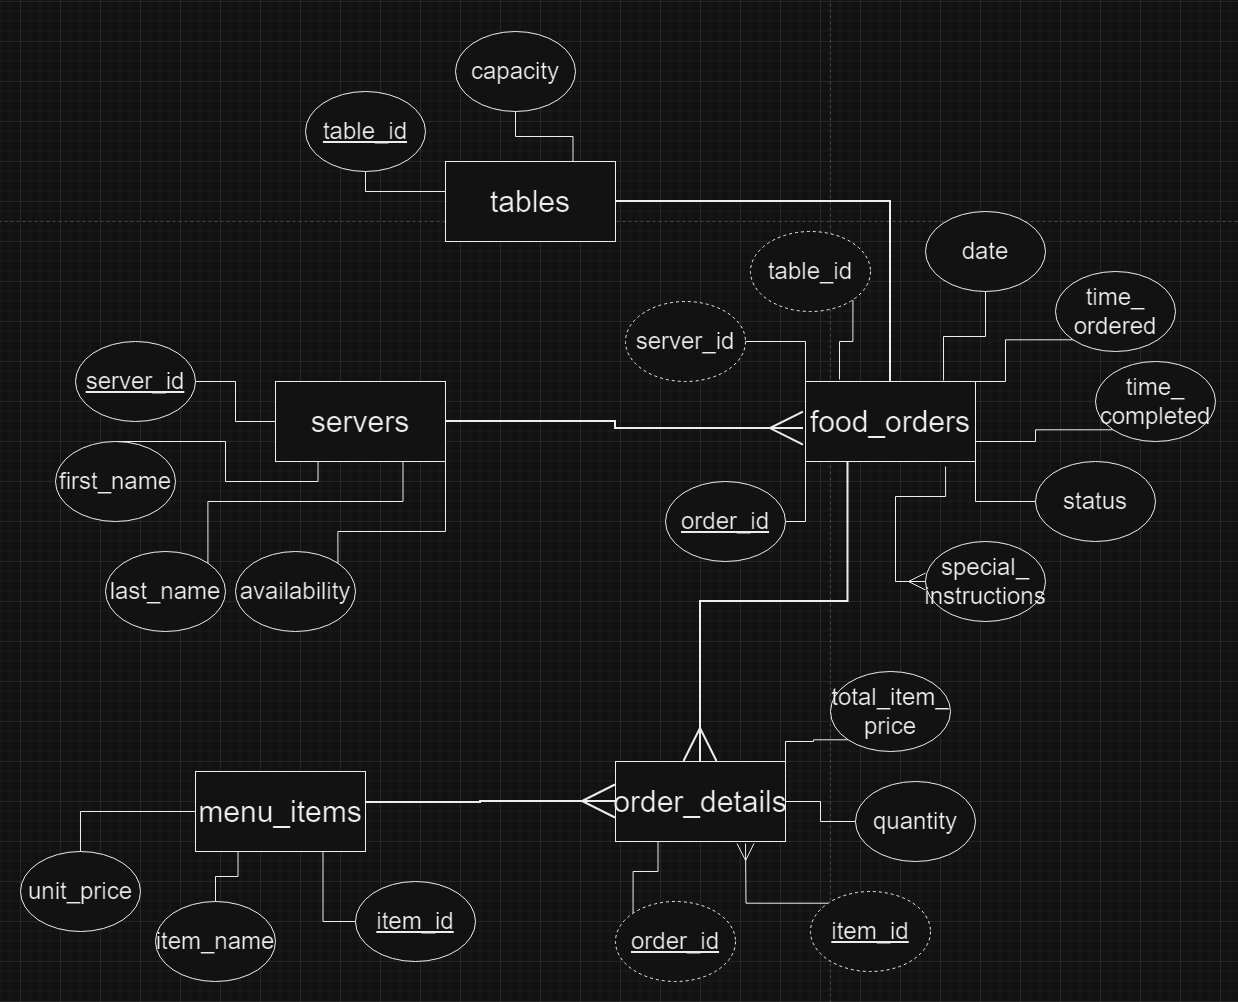 capacity
table_id
tables
date
table_id
time_
ordered
server_id
server_id
time_
completed
servers
food_orders
first_name
status
order_id
special_
instructions
last_name
availability
total_item_
price
menu_items
order_details
quantity
unit_price
item_name
item_id
order_id
item_id